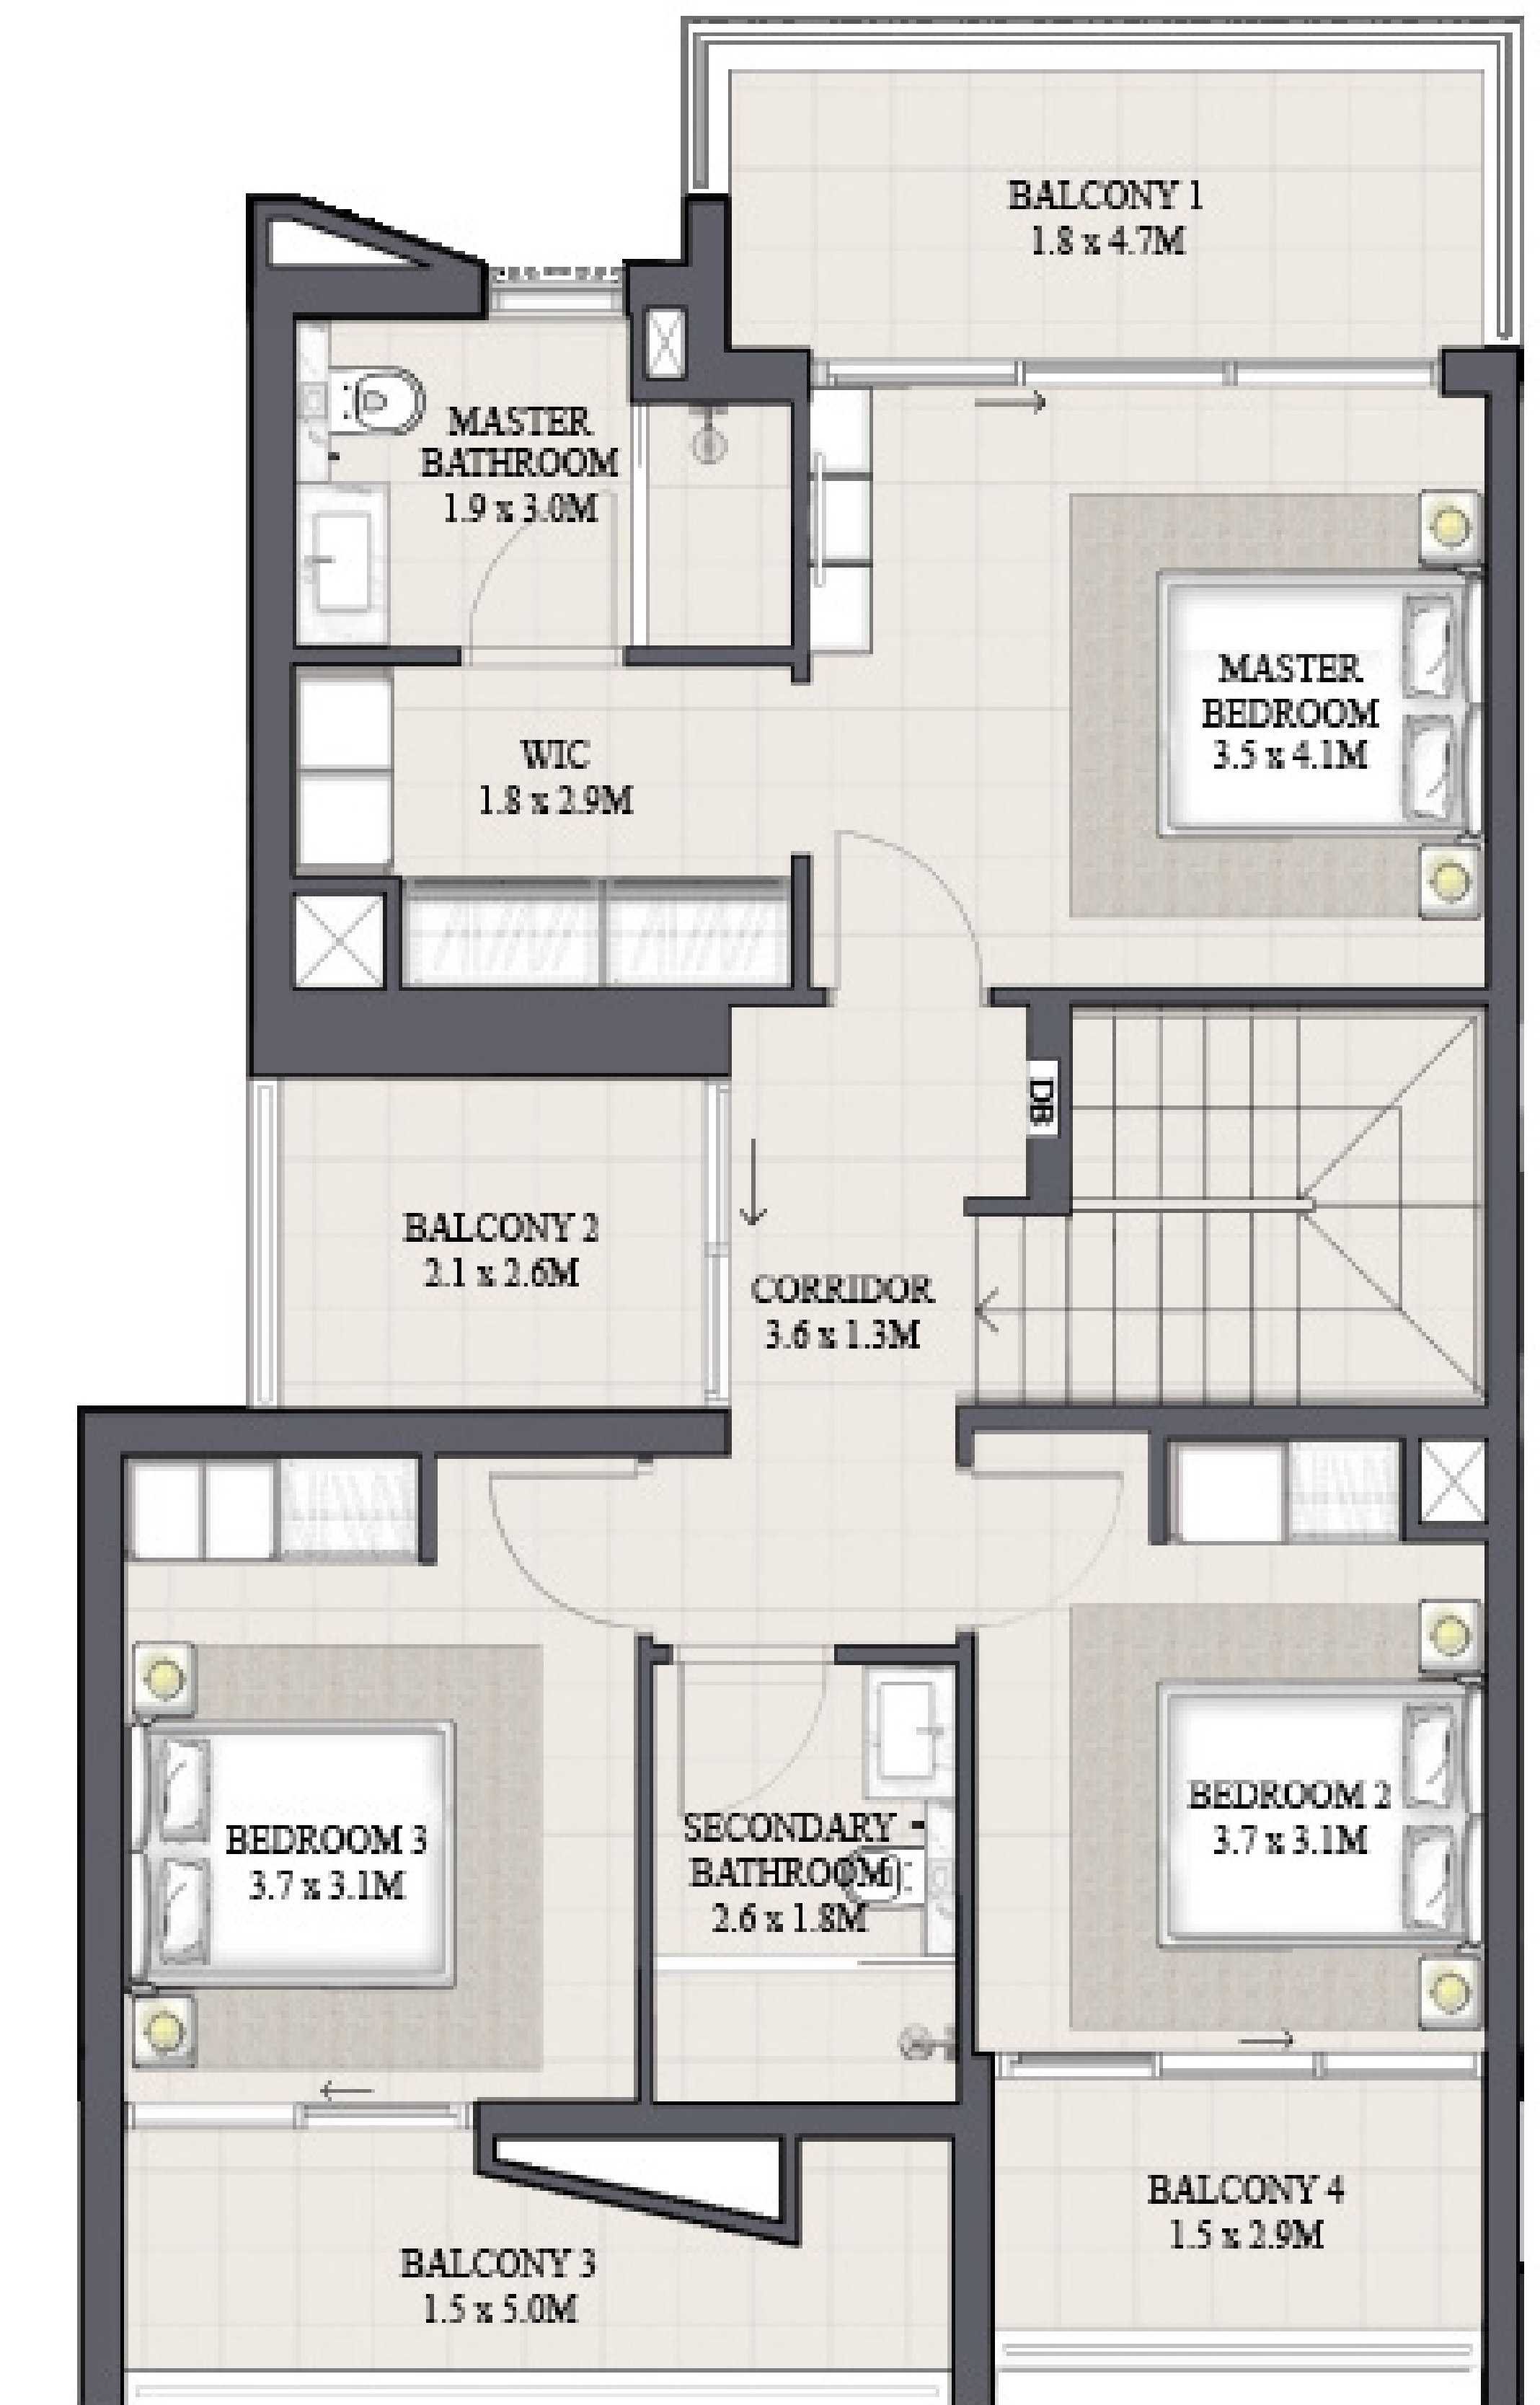 BALCONY 1
1.8 x 4.7M
MASTER
BATHROOM
1.9 x 3.0M
MASTER
BEDROOM
3.5 x 4.1M
WIC
1.8 x 2.9M
DB
BALCONY 2
2.1 x 2.6M
CORRIDOR
3.6 x 1.3M
BEDROOM 3
3.7 x 3.1M
SECONDARY
BATHROOM
2.6 x 1.8M
BEDROOM 2
3.7 x 3.1M
BALCONY 3
1.5 x 5.0M
BALCONY 4
1.5 x 2.9M